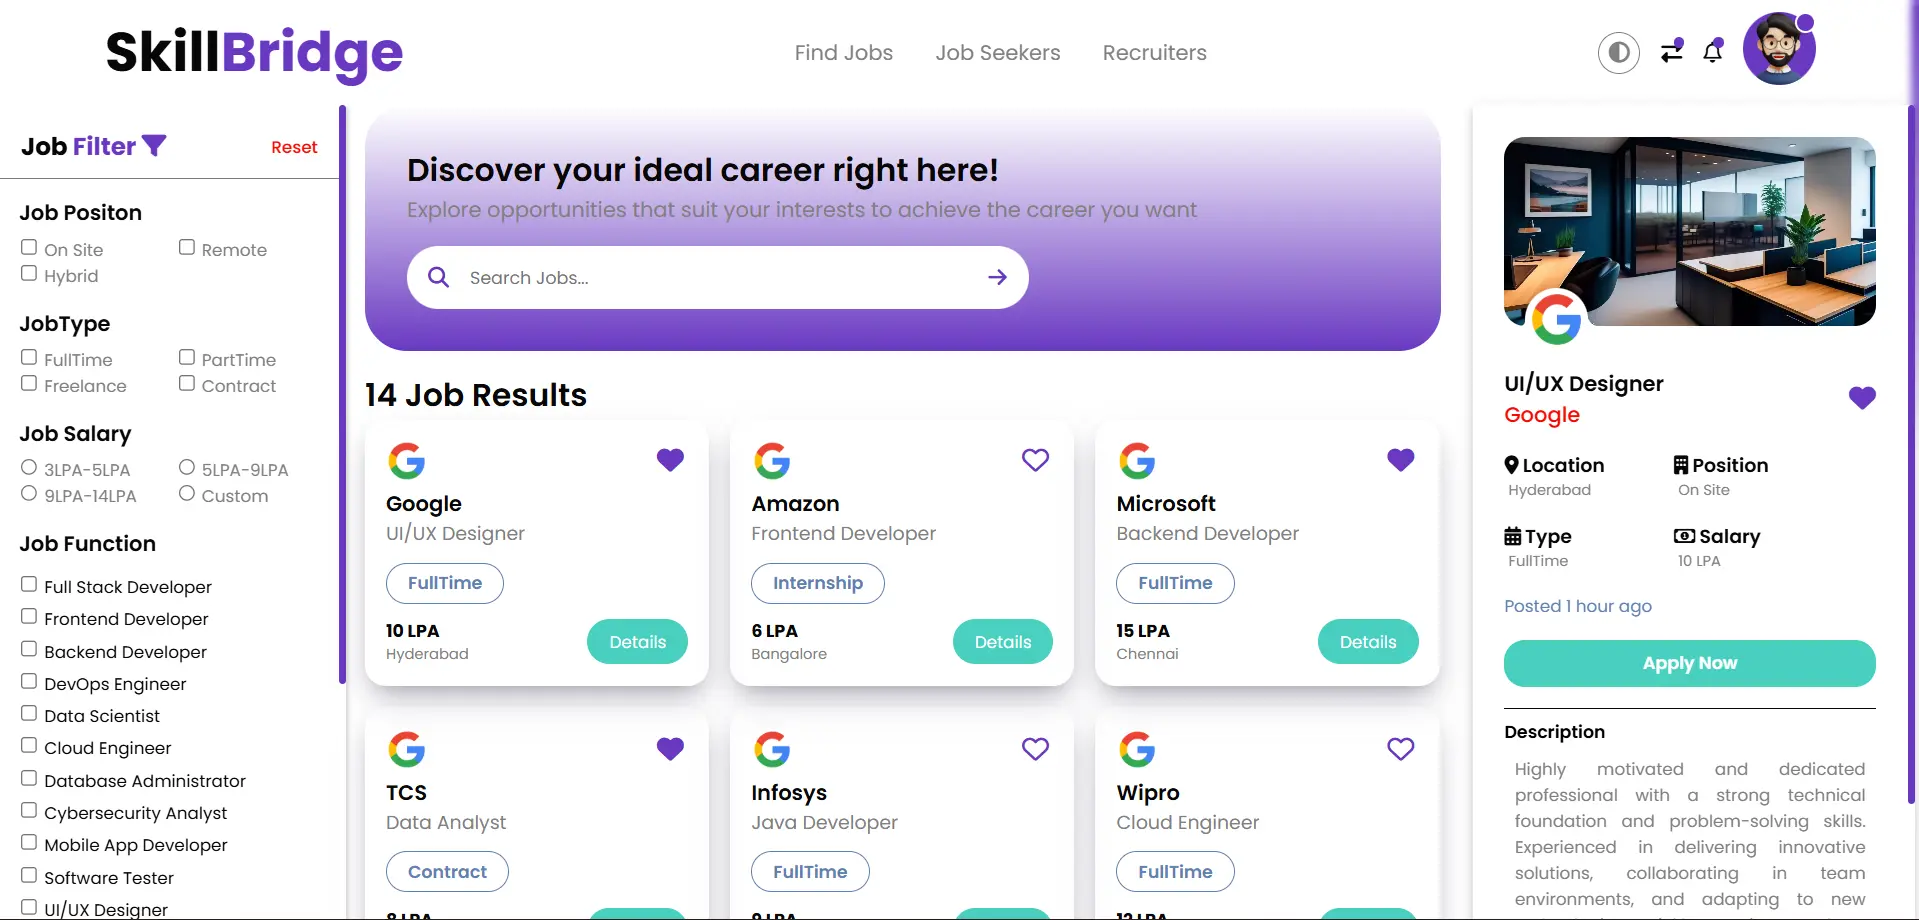 SkillBridge
Find Jobs
Job Seekers
Recruiters
Job Filter
Reset
Job Positon
On Site
Remote
Hybrid
JobType
FullTime
PartTime
Freelance
Contract
Job Salary
3LPA-5LPA
5LPA-9LPA
9LPA-14LPA
Custom
Job Function
Full Stack Developer
Frontend Developer
Backend Developer
DevOps Engineer
Data Scientist
Cloud Engineer
Database Administrator
Cybersecurity Analyst
Mobile App Developer
Software Tester
UI/UX Designer
Discover your ideal career right here!
Explore opportunities that suit your interests to achieve the career you want
Search Jobs...
14 Job Results
Google
UI/UX Designer
FullTime
10 LPA
Hyderabad
Details
Amazon
Frontend Developer
Internship
6 LPA
Bangalore
Details
Microsoft
Backend Developer
FullTime
15 LPA
Chennai
Details
TCS
Data Analyst
Contract
8 LPA
Infosys
Java Developer
FullTime
9 LPA
Wipro
Cloud Engineer
FullTime
12 LPA
UI/UX Designer
Google
Location
Hyderabad
Position
On Site
Type
FullTime
Salary
10 LPA
Posted 1 hour ago
Apply Now
Description
Highly motivated and dedicated
professional with a strong technical
foundation and problem-solving skills.
Experienced in delivering innovative
solutions, collaborating in team
environments, and adapting to new